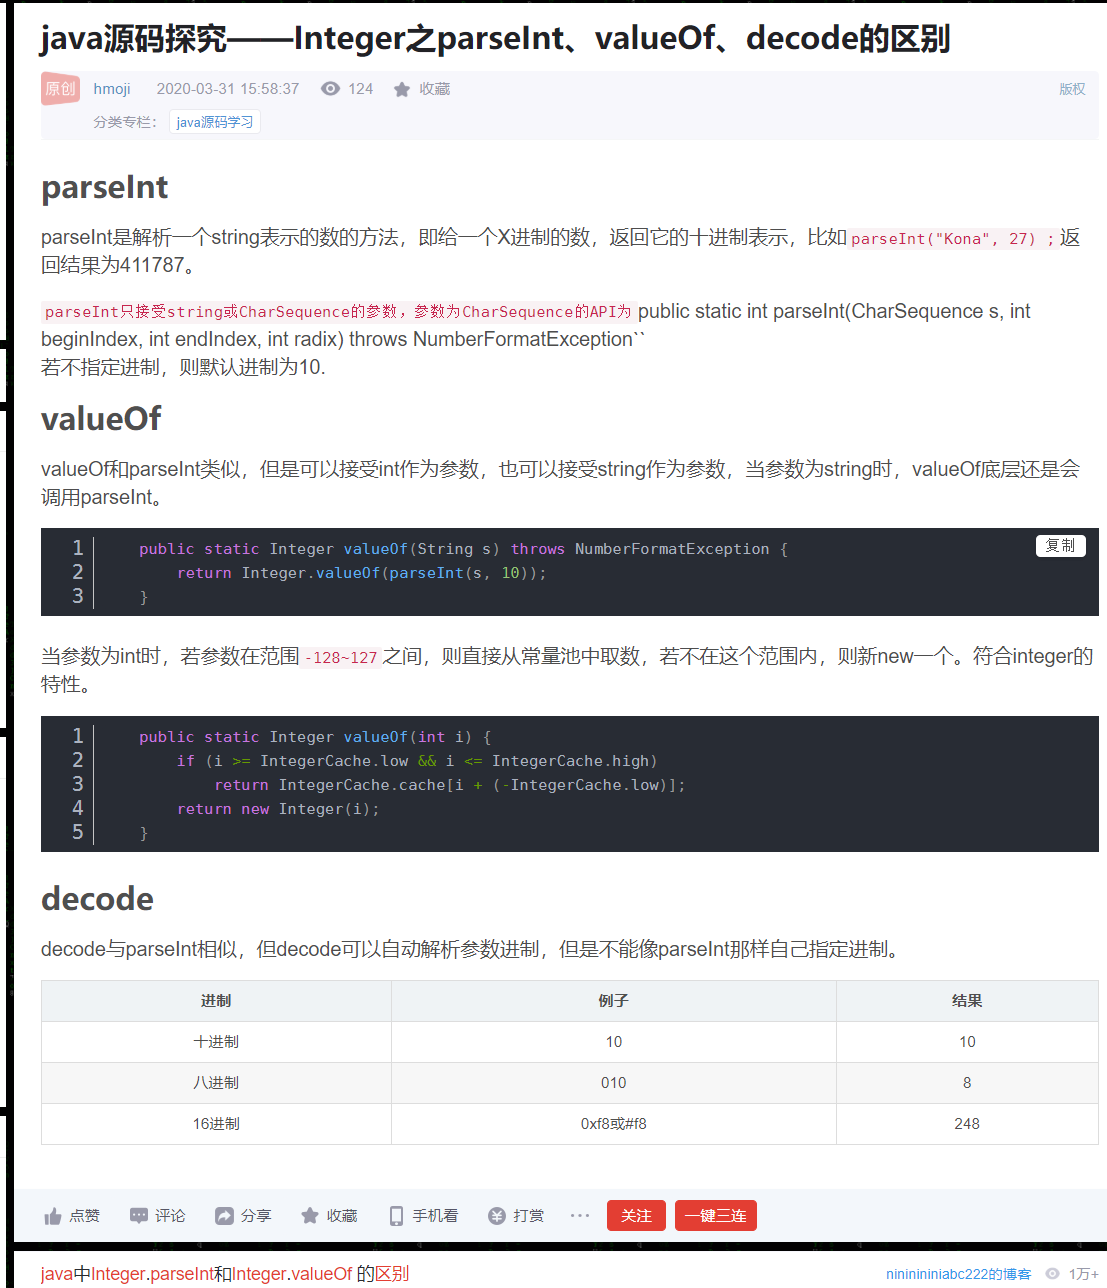 java源码探究——Integer之parseInt、valueOf、decode的区别
原创 hmoji 2020-03-31 15:58:37 124 收藏 版权
分类专栏： java源码学习
parseInt
parseInt是解析一个string表示的数的方法，即给一个X进制的数，返回它的十进制表示，比如 parseInt("Kona", 27) ; 返
回结果为411787。
parseInt只接受string或CharSequence的参数，参数为CharSequence的API为 public static int parseInt(CharSequence s, int
beginIndex, int endIndex, int radix) throws NumberFormatException``
若不指定进制，则默认进制为10.
valueOf
valueOf和parseInt类似，但是可以接受int作为参数，也可以接受string作为参数，当参数为string时，valueOf底层还是会
调用parseInt。
1 public static Integer valueOf(String s) throws NumberFormatException { 复制
2 return Integer.valueOf(parseInt(s, 10));
3 }
当参数为int时，若参数在范围 -128~127 之间，则直接从常量池中取数，若不在这个范围内，则新new一个。符合integer的
特性。
1 public static Integer valueOf(int i) {
2 if (i >= IntegerCache.low && i <= IntegerCache.high)
3 return IntegerCache.cache[i + (-IntegerCache.low)];
4 return new Integer(i);
5 }
decode
decode与parseInt相似，但decode可以自动解析参数进制，但是不能像parseInt那样自己指定进制。
进制 例子 结果
十进制 10 10
八进制 010 8
16进制 0xf8或#f8 248
点赞 评论 分享 收藏 手机看 打赏 ··· 关注 一键三连
java中Integer.parseInt和Integer.valueOf 的区别 nininininiabc222的博客 1万+